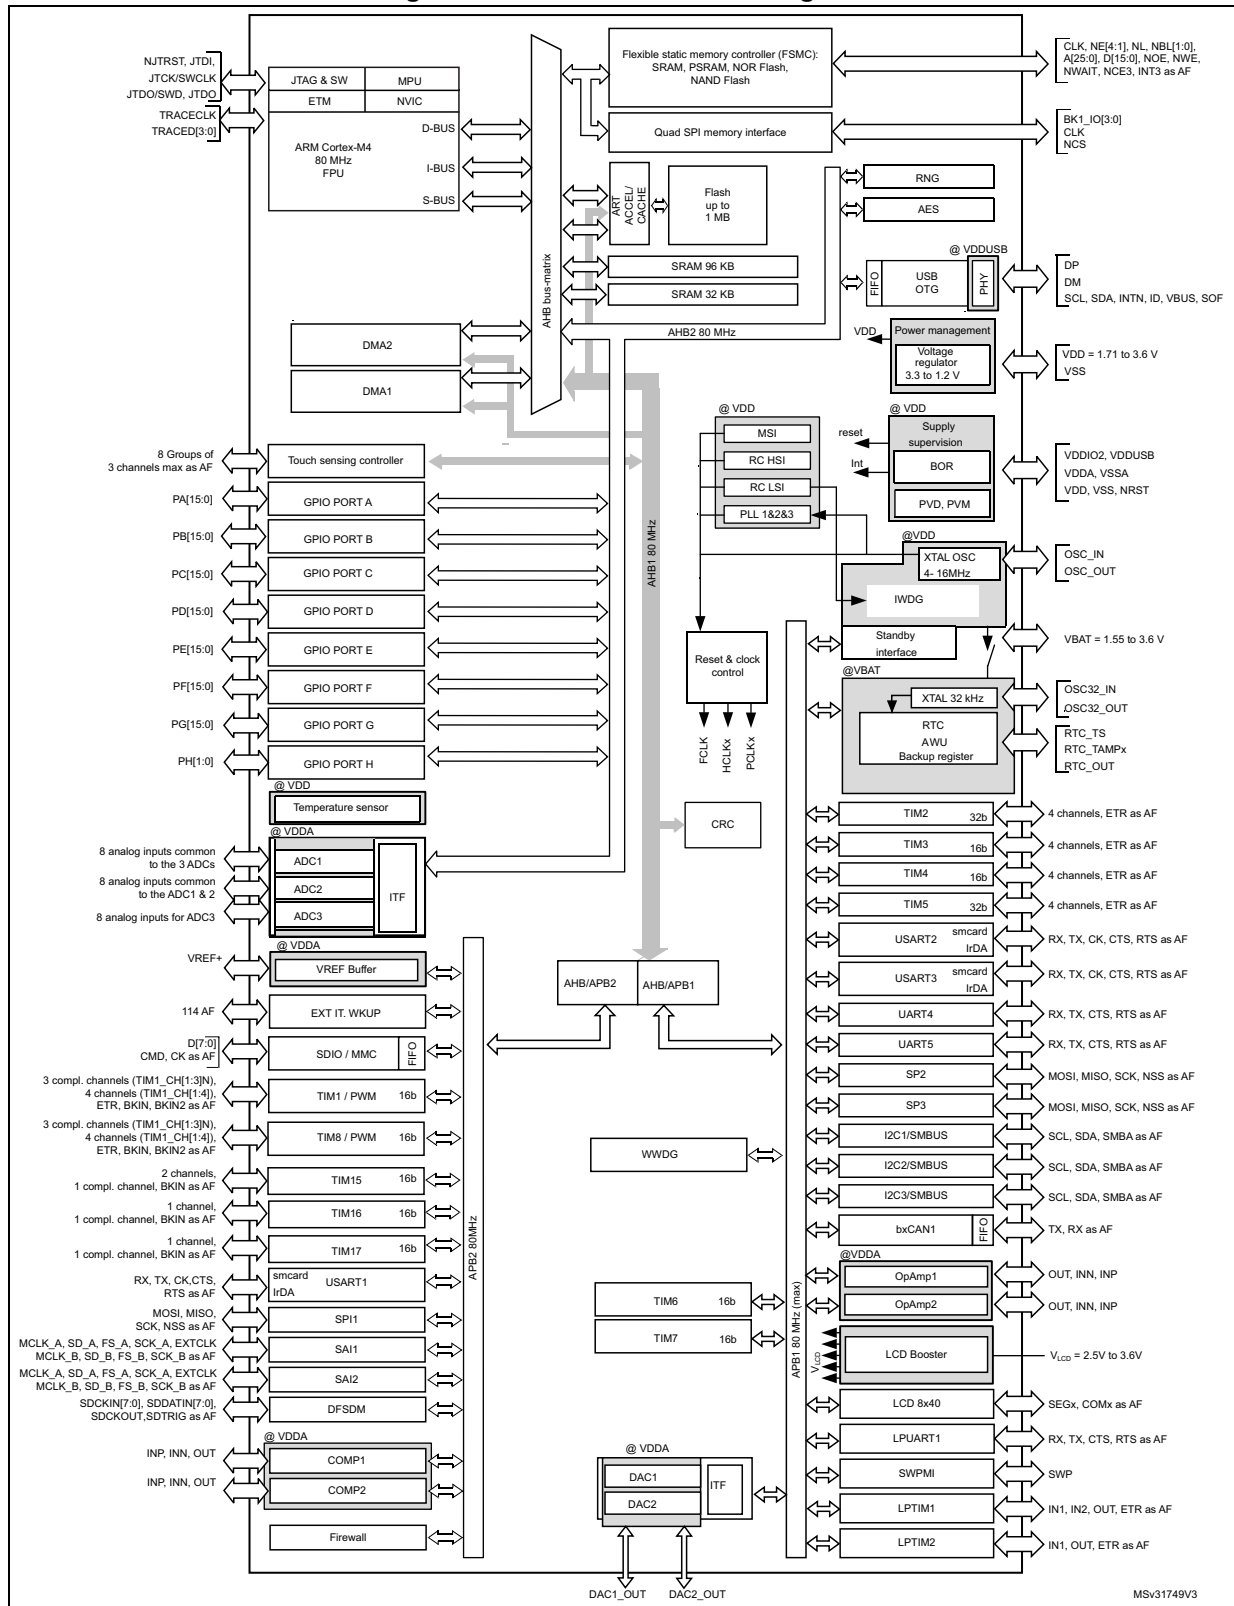 NJTRST, JTDI,
JTCK/SWCLK
JTDO/SWD, JTDO
TRACECLK
TRACED[3:0]
JTAG & SW
MPU
ETM
NVIC
ARM Cortex-M4
80 MHz
FPU
D-BUS
I-BUS
S-BUS
AHB bus-matrix
Flexible static memory controller (FSMC):
SRAM, PSRAM, NOR Flash,
NAND Flash
CLK, NE[4:1], NL, NBL[1:0],
A[25:0], D[15:0], NOE, NWE,
NWAIT, NCE3, INT3 as AF
Quad SPI memory interface
BK1_IO[3:0]
CLK
NCS
ART
ACCEL/
CACHE
Flash
up to
1 MB
RNG
AES
SRAM 96 KB
SRAM 32 KB
@ VDDUSB
FIFO
USB
OTG
PHY
DP
DM
SCL, SDA, INTN, ID, VBUS, SOF
AHB2 80 MHz
DMA2
DMA1
VDD
Power management
Voltage
regulator
3.3 to 1.2 V
VDD = 1.71 to 3.6 V
VSS
@ VDD
MSI
RC HSI
RC LSI
PLL 1&2&3
@ VDD
reset
Int
Supply
supervision
BOR
PVD, PVM
VDDIO2, VDDUSB
VDDA, VSSA
VDD, VSS, NRST
8 Groups of
3 channels max as AF
Touch sensing controller
PA[15:0]
GPIO PORT A
PB[15:0]
GPIO PORT B
PC[15:0]
GPIO PORT C
PD[15:0]
GPIO PORT D
PE[15:0]
GPIO PORT E
PF[15:0]
GPIO PORT F
PG[15:0]
GPIO PORT G
PH[1:0]
GPIO PORT H
AHB1 80 MHz
@VDD
XTAL OSC
4- 16MHz
IWDG
OSC_IN
OSC_OUT
Standby
interface
VBAT = 1.55 to 3.6 V
Reset & clock
control
FCLK
HCLKx
PCLKx
@VBAT
XTAL 32 kHz
RTC
AWU
Backup register
OSC32_IN
OSC32_OUT
RTC_TS
RTC_TAMPx
RTC_OUT
@ VDD
Temperature sensor
@ VDDA
8 analog inputs common
to the 3 ADCs
8 analog inputs common
to the ADC1 & 2
8 analog inputs for ADC3
ADC1
ADC2
ADC3
ITF
CRC
@ VDDA
VREF+
VREF Buffer
AHB/APB2
AHB/APB1
114 AF
EXT IT. WKUP
D[7:0]
CMD, CK as AF
SDIO / MMC
FIFO
3 compl. channels (TIM1_CH[1:3]N),
4 channels (TIM1_CH[1:4]),
ETR, BKIN, BKIN2 as AF
TIM1 / PWM
16b
3 compl. channels (TIM1_CH[1:3]N),
4 channels (TIM1_CH[1:4]),
ETR, BKIN, BKIN2 as AF
TIM8 / PWM
16b
2 channels,
1 compl. channel, BKIN as AF
TIM15
16b
1 channel,
1 compl. channel, BKIN as AF
TIM16
16b
1 channel,
1 compl. channel, BKIN as AF
TIM17
16b
RX, TX, CK,CTS,
RTS as AF
smcard
IrDA
USART1
MOSI, MISO,
SCK, NSS as AF
SPI1
MCLK_A, SD_A, FS_A, SCK_A, EXTCLK
MCLK_B, SD_B, FS_B, SCK_B as AF
SAI1
MCLK_A, SD_A, FS_A, SCK_A, EXTCLK
MCLK_B, SD_B, FS_B, SCK_B as AF
SAI2
SDCKIN[7:0], SDDATIN[7:0],
SDCKOUT,SDTRIG as AF
DFSDM
@ VDDA
INP, INN, OUT
COMP1
INP, INN, OUT
COMP2
Firewall
APB2 80MHz
WWDG
TIM6
16b
TIM7
16b
@ VDDA
DAC1
DAC2
ITF
DAC1_OUT
DAC2_OUT
APB1 80 MHz (max)
TIM2
32b
4 channels, ETR as AF
TIM3
16b
4 channels, ETR as AF
TIM4
16b
4 channels, ETR as AF
TIM5
32b
4 channels, ETR as AF
USART2
smcard
IrDA
RX, TX, CK, CTS, RTS as AF
USART3
smcard
IrDA
RX, TX, CK, CTS, RTS as AF
UART4
RX, TX, CTS, RTS as AF
UART5
RX, TX, CTS, RTS as AF
SP2
MOSI, MISO, SCK, NSS as AF
SP3
MOSI, MISO, SCK, NSS as AF
I2C1/SMBUS
SCL, SDA, SMBA as AF
I2C2/SMBUS
SCL, SDA, SMBA as AF
I2C3/SMBUS
SCL, SDA, SMBA as AF
bxCAN1
FIFO
TX, RX as AF
@VDDA
OpAmp1
OUT, INN, INP
OpAmp2
OUT, INN, INP
VLCD
LCD Booster
VLCD = 2.5V to 3.6V
LCD 8x40
SEGx, COMx as AF
LPUART1
RX, TX, CTS, RTS as AF
SWPMI
SWP
LPTIM1
IN1, IN2, OUT, ETR as AF
LPTIM2
IN1, OUT, ETR as AF
MSv31749V3